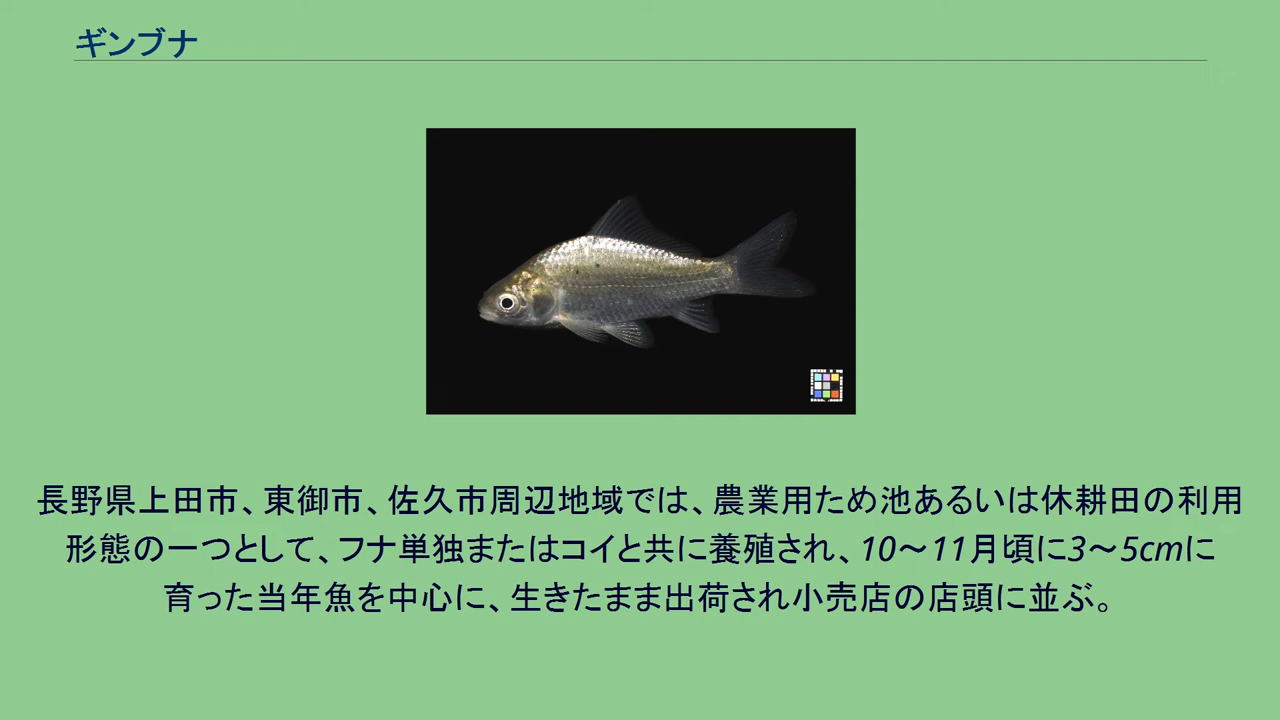 ギンブナ
長野県上田市、東御市、佐久市周辺地域では、農業用ため池あるいは休耕田の利用
形態の一つとして、フナ単独またはコイと共に養殖され、10～11月頃に3～5cmに
育った当年魚を中心に、生きたまま出荷され小売店の店頭に並ぶ。